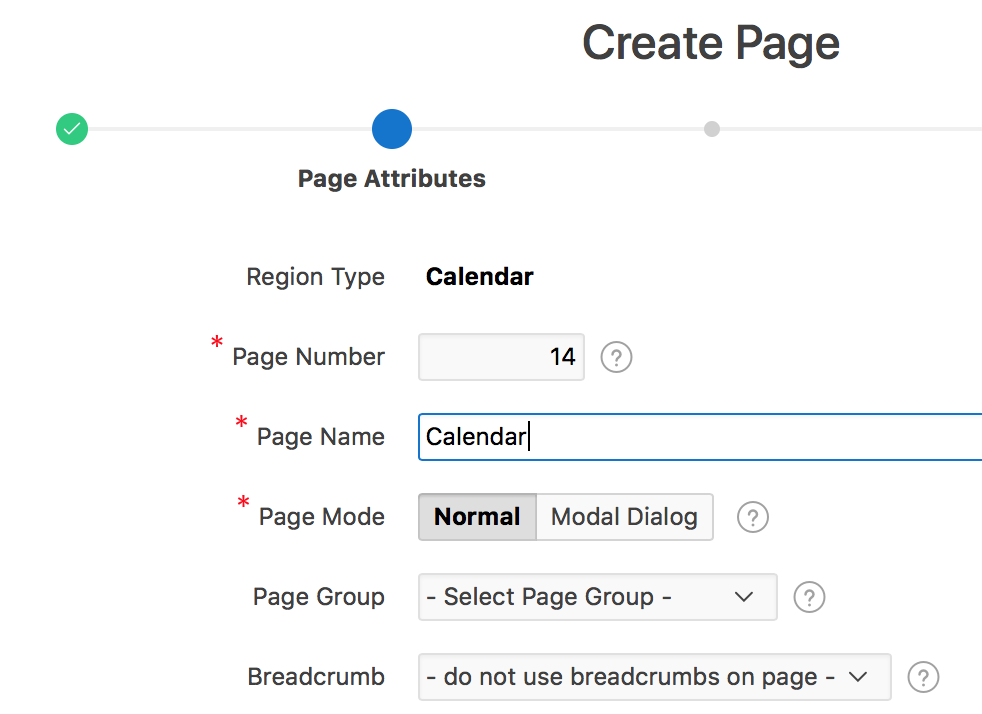 Create Page
Page Attributes
Region Type Calendar
* Page Number 14 ?
* Page Name Calendar
* Page Mode Normal Modal Dialog ?
Page Group - Select Page Group - ?
Breadcrumb - do not use breadcrumbs on page - ?